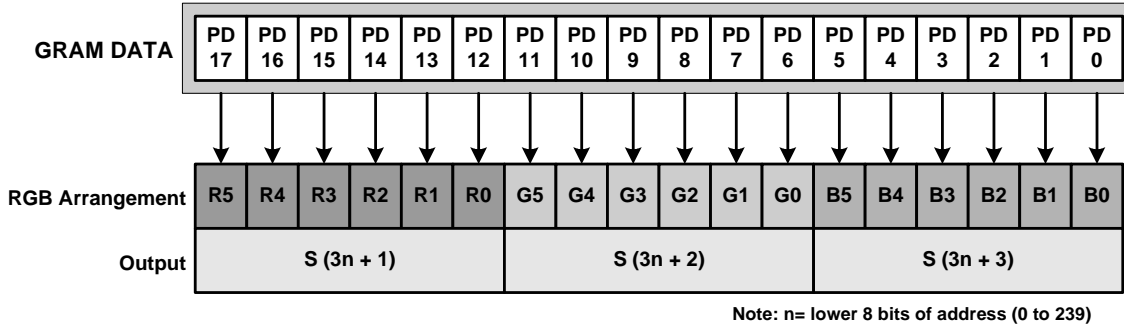 GRAM DATA
PD 17 PD 16 PD 15 PD 14 PD 13 PD 12 PD 11 PD 10 PD 9 PD 8 PD 7 PD 6 PD 5 PD 4 PD 3 PD 2 PD 1 PD 0
RGB Arrangement R5 R4 R3 R2 R1 R0 G5 G4 G3 G2 G1 G0 B5 B4 B3 B2 B1 B0
Output S (3n + 1) S (3n + 2) S (3n + 3)
Note: n= lower 8 bits of address (0 to 239)